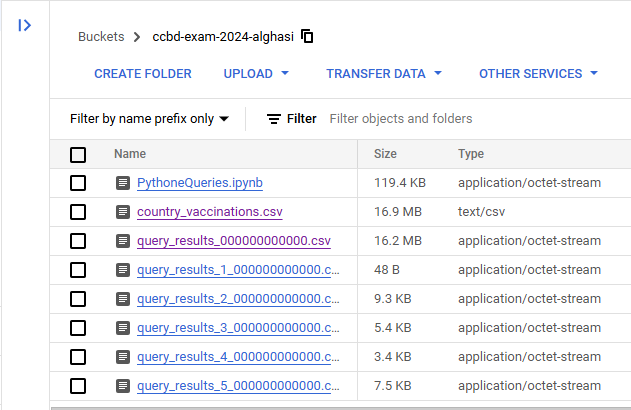 Buckets > ccbd-exam-2024-alghasi
CREATE FOLDER UPLOAD TRANSFER DATA OTHER SERVICES
Filter by name prefix only Filter Filter objects and folders
Name Size Type
PythoneQueries.ipynb 119.4 KB application/octet-stream
country_vaccinations.csv 16.9 MB text/csv
query_results_000000000000.csv 16.2 MB application/octet-stream
query_results_1_000000000000.c... 48 B application/octet-stream
query_results_2_000000000000.c... 9.3 KB application/octet-stream
query_results_3_000000000000.c... 5.4 KB application/octet-stream
query_results_4_000000000000.c... 3.4 KB application/octet-stream
query_results_5_000000000000.c... 7.5 KB application/octet-stream